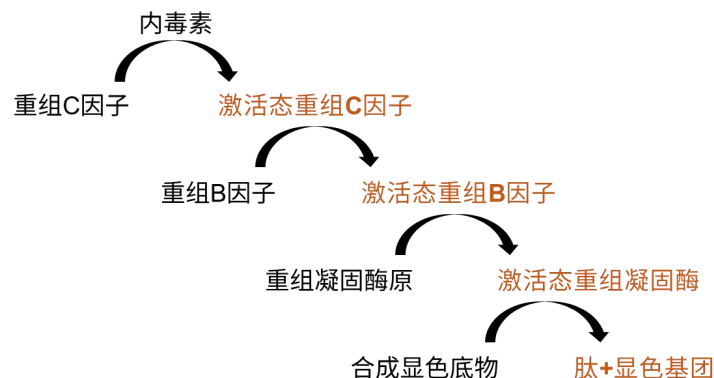 内毒素
重组C因子 激活态重组C因子
重组B因子 激活态重组B因子
重组凝固酶原 激活态重组凝固酶
合成显色底物 肽+显色基团